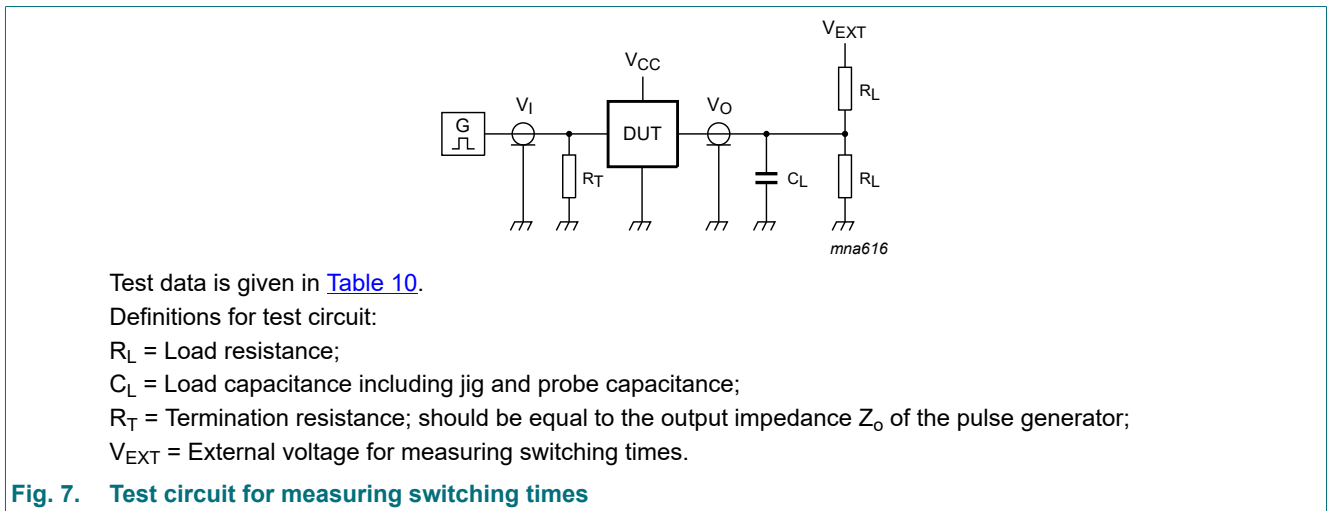 VEXT
VCC
RL
VI
VO
G
DUT
RT
CL
RL
mna616
Test data is given in Table 10.
Definitions for test circuit:
RL = Load resistance;
CL = Load capacitance including jig and probe capacitance;
RT = Termination resistance; should be equal to the output impedance Zo of the pulse generator;
VEXT = External voltage for measuring switching times.
Fig. 7. Test circuit for measuring switching times